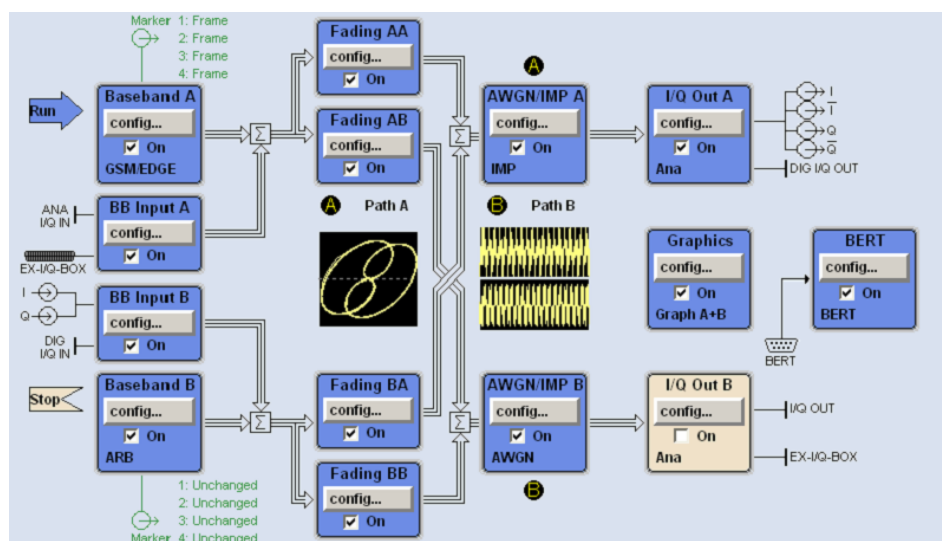 Marker 1: Frame
2: Frame
3: Frame
4: Frame
Run
Baseband A
config...
On
GSM/EDGE
Fading AA
config...
On
Fading AB
config...
On
A
AWGN/IMP A
config...
On
IMP
I/Q Out A
config...
On
Ana
I
I
Q
Q
DIG I/Q OUT
ANA
I/Q IN
EX-I/Q-BOX
BB Input A
config...
On
A Path A
B Path B
Graphics
config...
On
Graph A+B
BERT
config...
On
BERT
BERT
I
Q
DIG
I/Q IN
BB Input B
config...
On
Stop
Baseband B
config...
On
ARB
Fading BA
config...
On
Fading BB
config...
On
AWGN/IMP B
config...
On
AWGN
B
I/Q Out B
config...
On
Ana
I/Q OUT
EX-I/Q-BOX
1: Unchanged
2: Unchanged
3: Unchanged
Marker 4: Unchanged